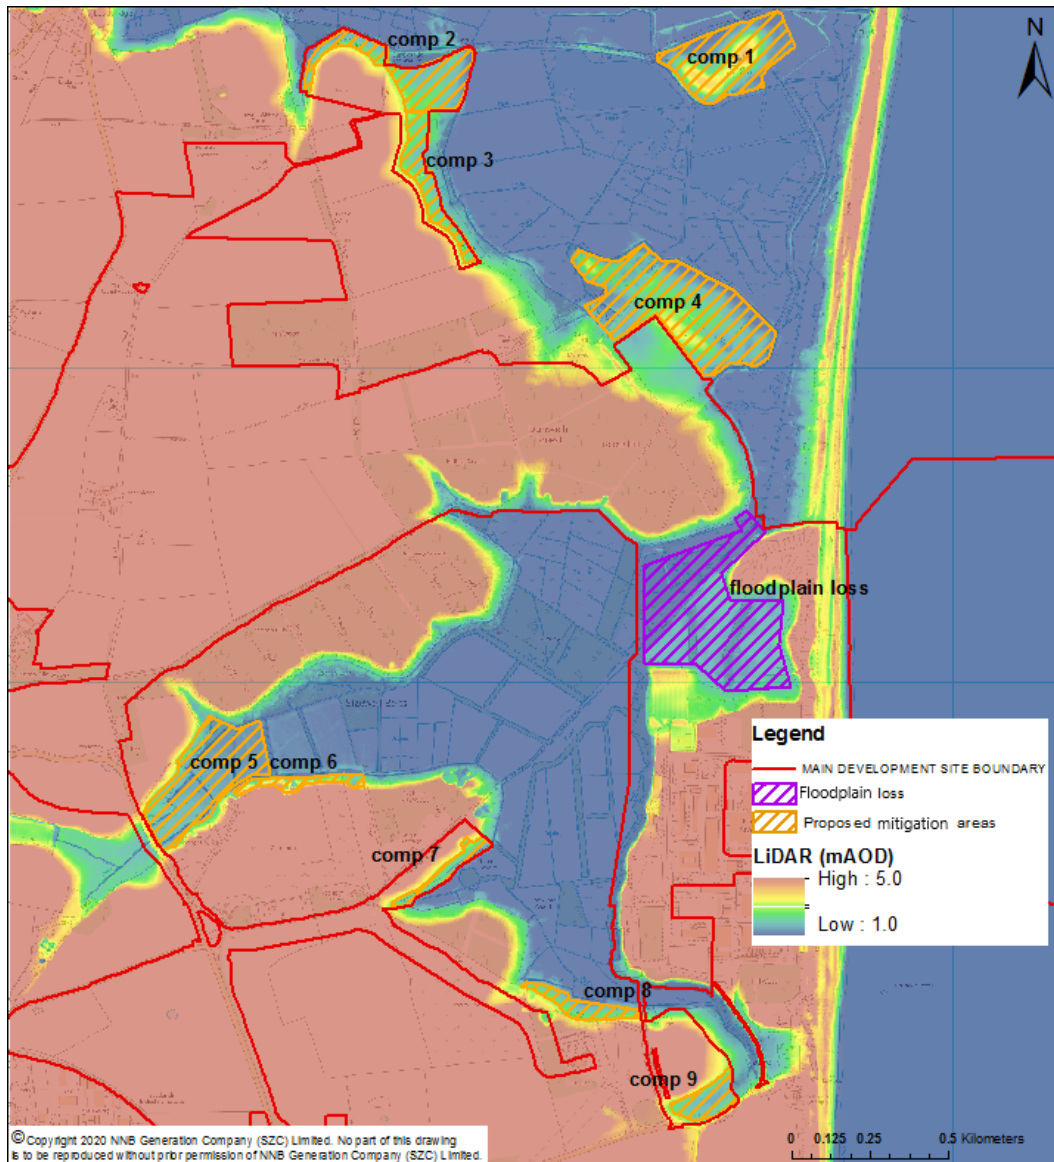 comp 2
N
comp 1
comp 3
comp 4
floodplain loss
comp 5
comp 6
comp 7
comp 8
comp 9
Legend
MAIN DEVELOPMENT SITE BOUNDARY
Floodplain loss
Proposed mitigation areas
LiDAR (mAOD)
High : 5.0
Low : 1.0
© Copyright 2020 NNB Generation Company (SZC) Limited. No part of this drawing
is to be reproduced without prior permission of NNB Generation Company (SZC) Limited.
0 0.125 0.25 0.5 Kilometers